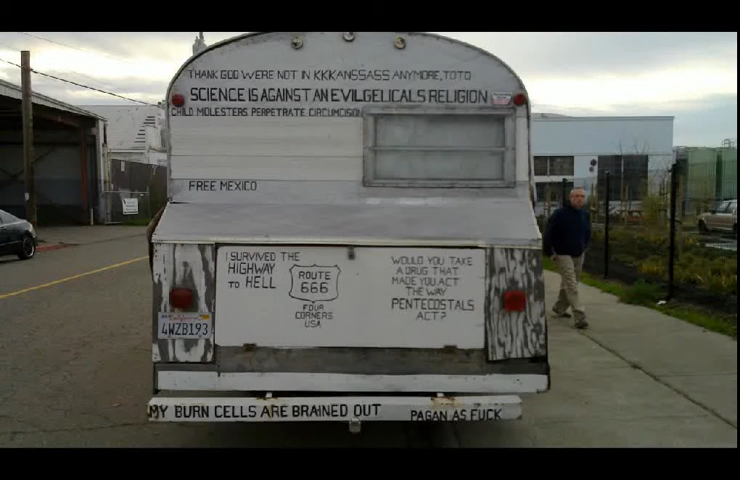 THANK GOD WERE NOT IN KKKANSSASS ANYMORE, TOTO
SCIENCE IS AGAINST AN EVILGELICALS RELIGION
CHILD MOLESTERS PERPETRATE CIRCUMCISION
FREE MEXICO
I SURVIVED THE
HIGHWAY
TO HELL
ROUTE
666
FOUR
CORNERS
USA
WOULD YOU TAKE
A DRUG THAT
MADE YOU ACT
THE WAY
PENTECOSTALS
ACT?
California
4WZB193
MY BURN CELLS ARE BRAINED OUT
PAGAN AS FUCK